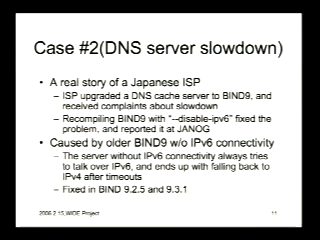 Case #2(DNS server slowdown)
• A real story of a Japanese ISP
– ISP upgraded a DNS cache server to BIND9, and
received complaints about slowdown
– Recompiling BIND9 with "--disable-ipv6" fixed the
problem, and reported it at JANOG
• Caused by older BIND9 w/o IPv6 connectivity
– The server without IPv6 connectivity always tries
to talk over IPv6, and ends up with falling back to
IPv4 after timeouts
– Fixed in BIND 9.2.5 and 9.3.1
2006.2.15,WIDE Project
11